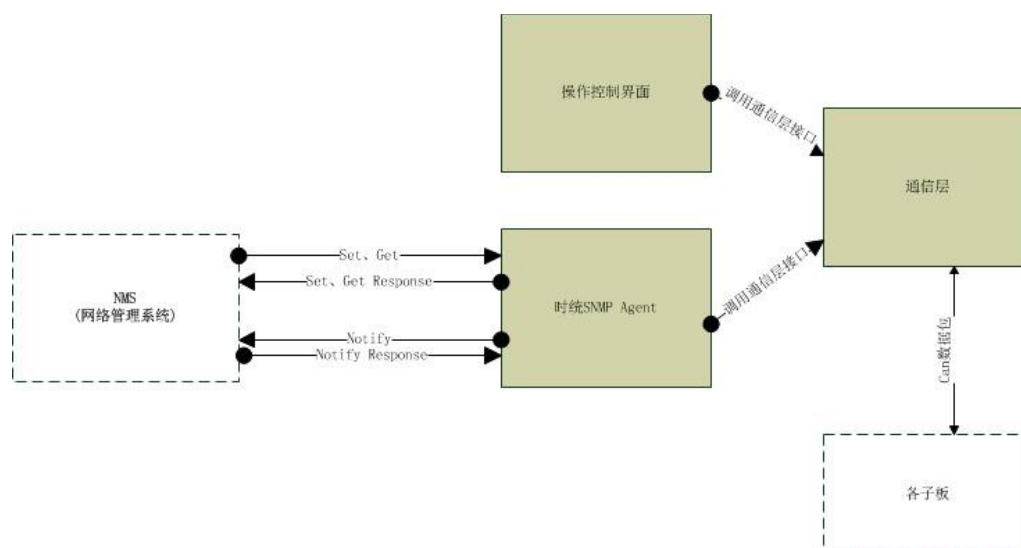 操作控制界面
调用通信层接口
通信层
NMS
(网络管理系统)
Set、Get
Set、Get Response
Notify
Notify Response
时统SNMP Agent
调用通信层接口
Can数据包
各子板